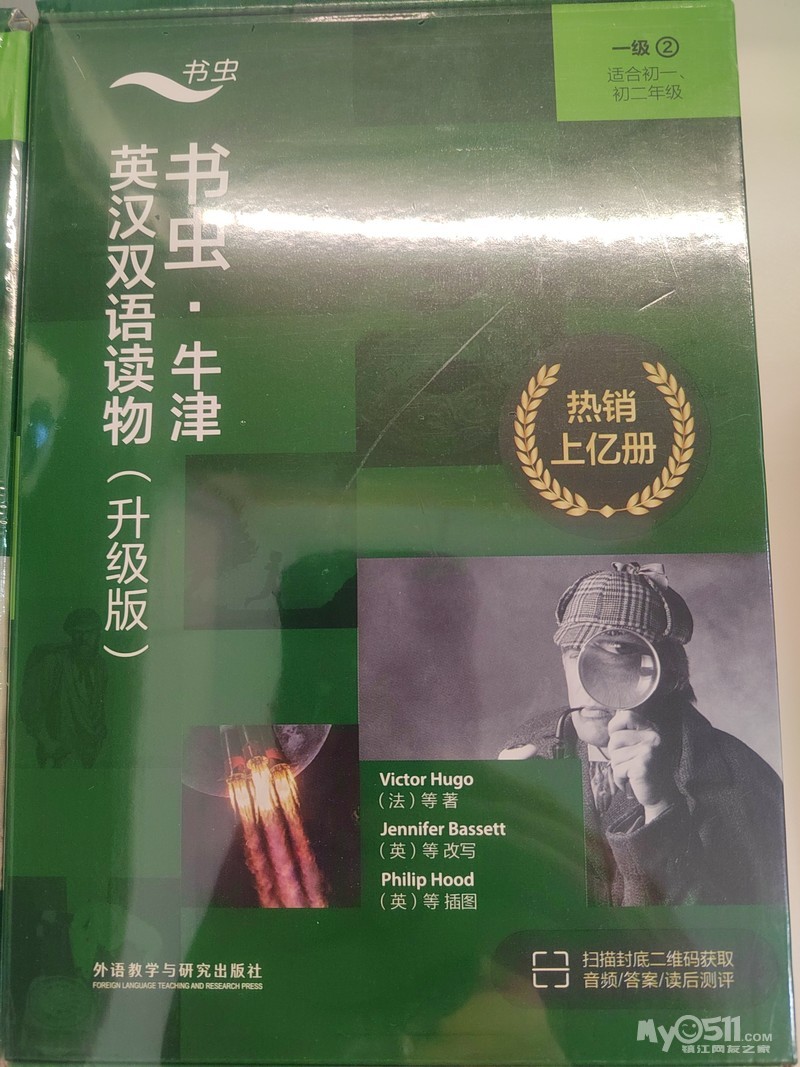 书虫
一级 ②
适合初一、
初二年级
书虫·牛津
英汉双语读物(升级版)
热销
上亿册
Victor Hugo
(法)等 著
Jennifer Bassett
(英)等 改写
Philip Hood
(英)等 插图
外语教学与研究出版社
FOREIGN LANGUAGE TEACHING AND RESEARCH PRESS
扫描封底二维码获取
音频/答案/读后测评
My0511.COM
镇江网友之家